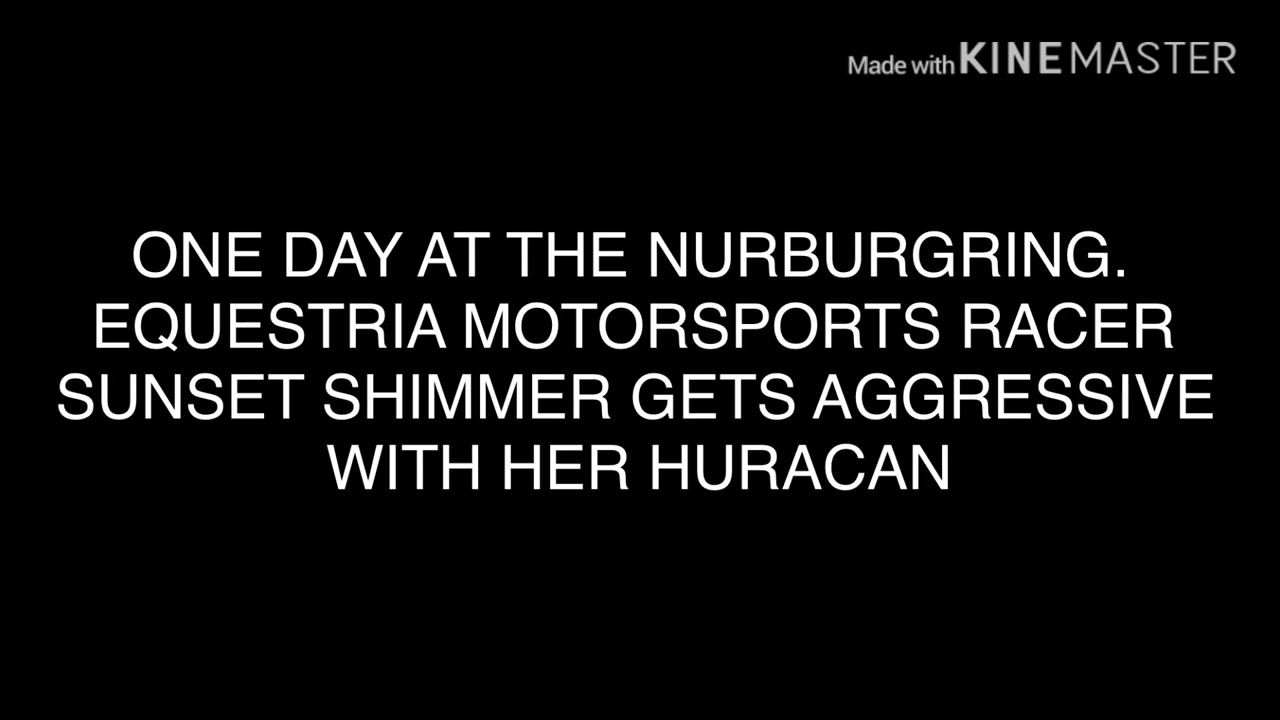 Made with KINEMASTER
ONE DAY AT THE NURBURGRING.
EQUESTRIA MOTORSPORTS RACER
SUNSET SHIMMER GETS AGGRESSIVE
WITH HER HURACAN